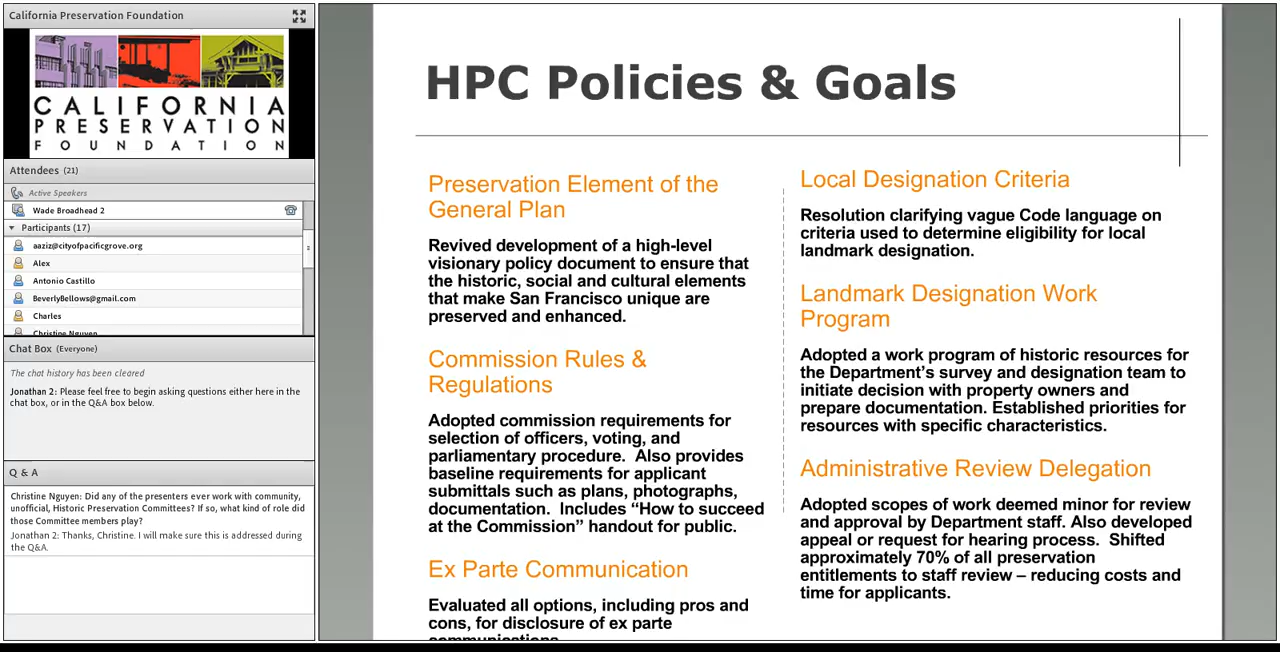 California Preservation Foundation
CALIFORNIA
PRESERVATION
FOUNDATION
Attendees (21)
Active Speakers
Wade Broadhead 2
Participants (17)
aaziz@cityofpacificgrove.org
Alex
Antonio Castillo
BeverlyBellows@gmail.com
Charles
Christine Nguyen
Chat Box (Everyone)
The chat history has been cleared
Jonathan 2: Please feel free to begin asking questions either here in the
chat box, or in the Q&A box below.
Q & A
Christine Nguyen: Did any of the presenters ever work with community,
unofficial, Historic Preservation Committees? If so, what kind of role did
those Committee members play?
Jonathan 2: Thanks, Christine. I will make sure this is addressed during
the Q&A.
HPC Policies & Goals
Preservation Element of the
General Plan
Revived development of a high-level
visionary policy document to ensure that
the historic, social and cultural elements
that make San Francisco unique are
preserved and enhanced.
Commission Rules &
Regulations
Adopted commission requirements for
selection of officers, voting, and
parliamentary procedure.  Also provides
baseline requirements for applicant
submittals such as plans, photographs,
documentation.  Includes “How to succeed
at the Commission” handout for public.
Ex Parte Communication
Evaluated all options, including pros and
cons, for disclosure of ex parte
communications
Local Designation Criteria
Resolution clarifying vague Code language on
criteria used to determine eligibility for local
landmark designation.
Landmark Designation Work
Program
Adopted a work program of historic resources for
the Department’s survey and designation team to
initiate decision with property owners and
prepare documentation. Established priorities for
resources with specific characteristics.
Administrative Review Delegation
Adopted scopes of work deemed minor for review
and approval by Department staff. Also developed
appeal or request for hearing process.  Shifted
approximately 70% of all preservation
entitlements to staff review – reducing costs and
time for applicants.